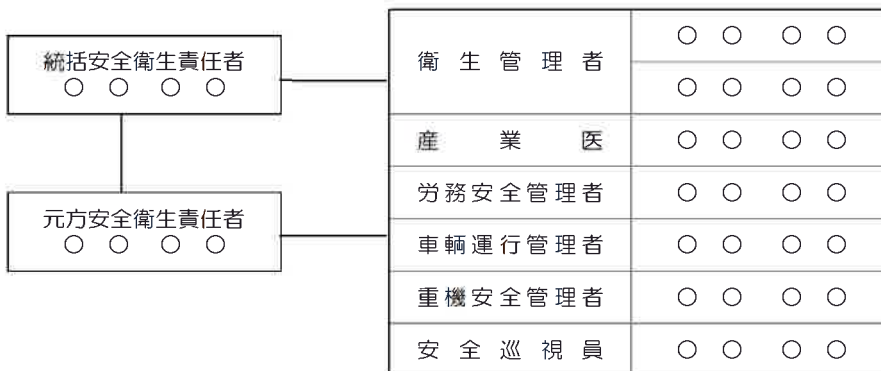 統括安全衛生責任者
○ ○ ○ ○
元方安全衛生責任者
○ ○ ○ ○
衛生管理者 ○ ○ ○ ○
○ ○ ○ ○
産業医 ○ ○ ○ ○
労務安全管理者 ○ ○ ○ ○
車輌運行管理者 ○ ○ ○ ○
重機安全管理者 ○ ○ ○ ○
安全巡視員 ○ ○ ○ ○